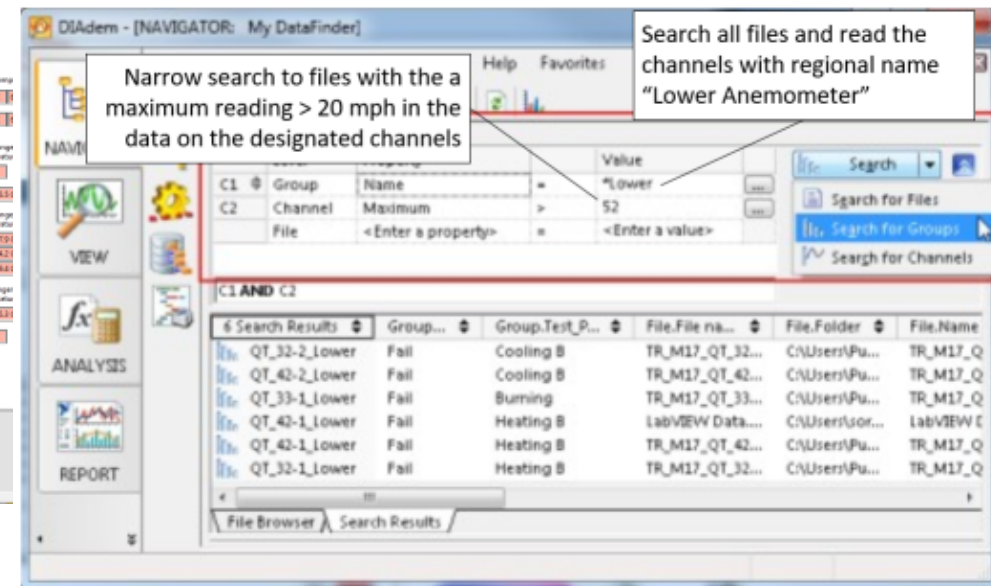 DIAdem - [NAVIGATOR: My DataFinder]
Search all files and read the
channels with regional name
“Lower Anemometer”
Help Favorites
Narrow search to files with the a
maximum reading > 20 mph in the
data on the designated channels
Value
Search
C1 Group Name = *Lower ...
C2 Channel Maximum > 52 ...
File <Enter a property> = <Enter a value>
Search for Files
Search for Groups
Search for Channels
VIEW
ANALYSIS
REPORT
C1 AND C2
6 Search Results Group... Group.Test_P... File.File na... File.Folder File.Name
QT_32-2_Lower Fail Cooling B TR_M17_QT_32... C:\Users\Pu... TR_M17_Q
QT_42-2_Lower Fail Cooling B TR_M17_QT_42... C:\Users\Pu... TR_M17_Q
QT_33-1_Lower Fail Burning TR_M17_QT_33... C:\Users\Pu... TR_M17_Q
QT_42-1_Lower Fail Heating B LabVIEW Data.... C:\Users\sor... LabVIEW
QT_42-1_Lower Fail Heating B TR_M17_QT_42... C:\Users\Pu... TR_M17_Q
QT_32-1_Lower Fail Heating B TR_M17_QT_32... C:\Users\Pu... TR_M17_Q
File Browser Search Results